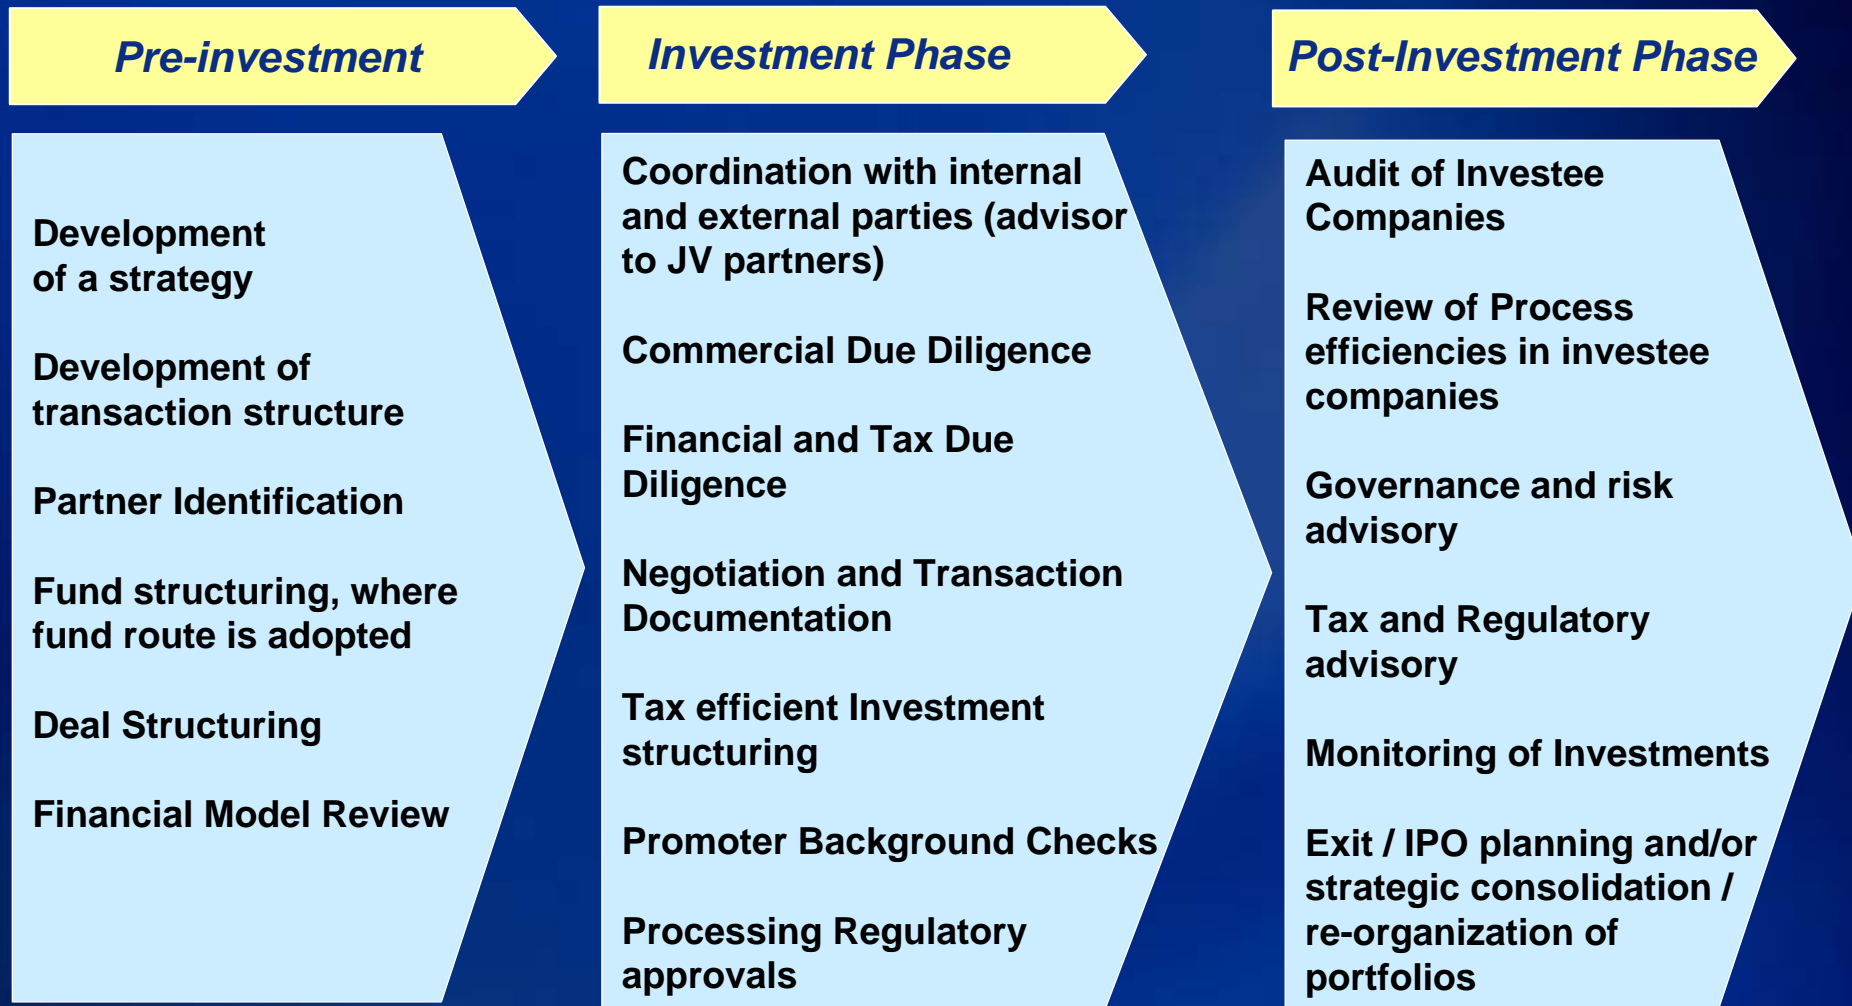 Pre-investment
Development
of a strategy
Development of
transaction structure
Partner Identification
Fund structuring, where
fund route is adopted
Deal Structuring
Financial Model Review
Investment Phase
Coordination with internal
and external parties (advisor
to JV partners)
Commercial Due Diligence
Financial and Tax Due
Diligence
Negotiation and Transaction
Documentation
Tax efficient Investment
structuring
Promoter Background Checks
Processing Regulatory
approvals
Post-Investment Phase
Audit of Investee
Companies
Review of Process
efficiencies in investee
companies
Governance and risk
advisory
Tax and Regulatory
advisory
Monitoring of Investments
Exit / IPO planning and/or
strategic consolidation /
re-organization of
portfolios